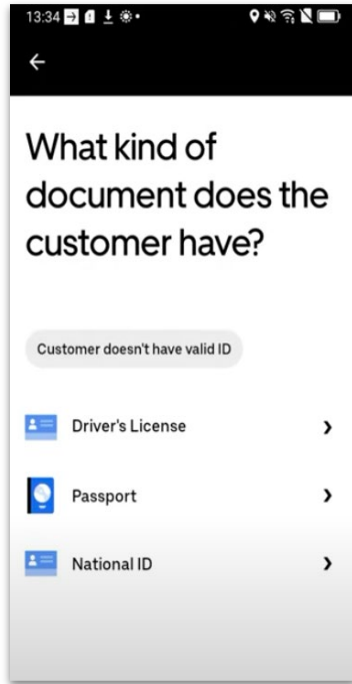 13:34
What kind of
document does the
customer have?
Customer doesn't have valid ID
Driver's License
Passport
National ID